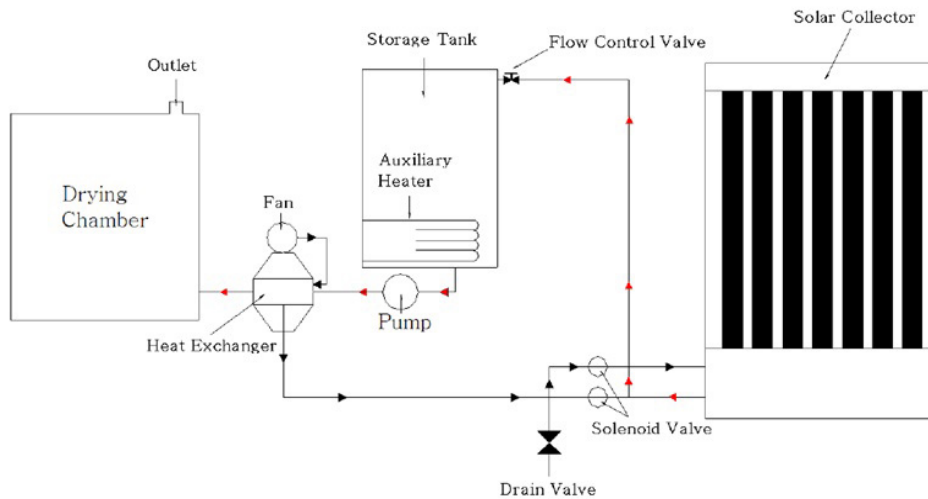 Solar Collector
Storage Tank
Flow Control Valve
Outlet
Auxiliary
Heater
Drying
Chamber
Fan
Pump
Heat Exchanger
Solenoid Valve
Drain Valve